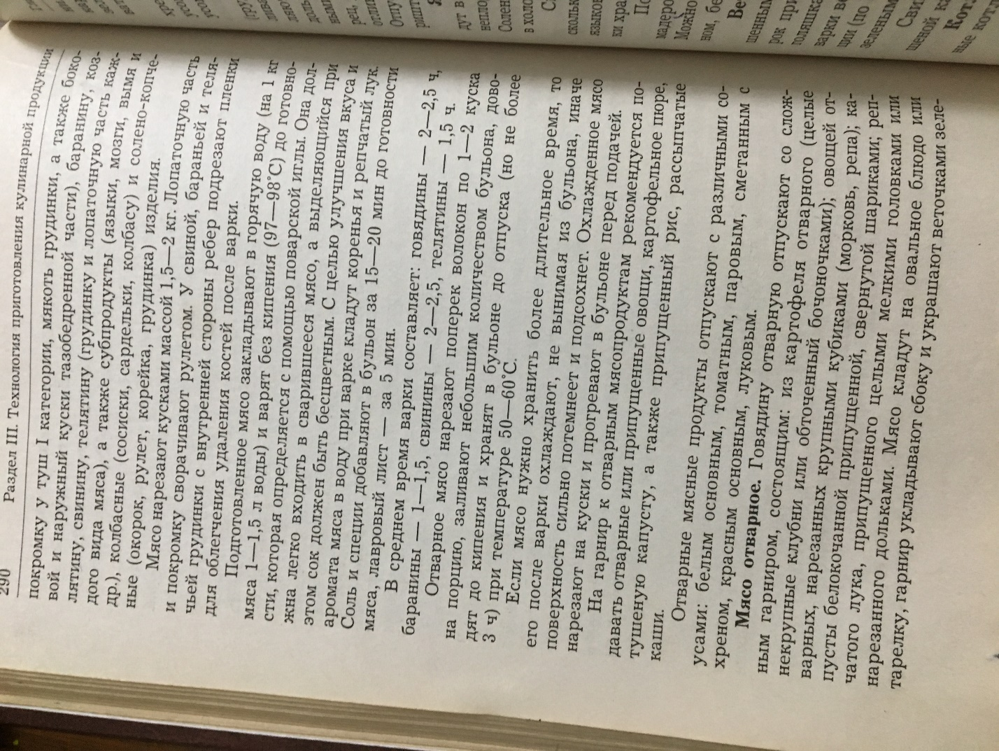 290 Раздел III. Технология приготовления кулинарной продукции
покромку у туш I категории, мякоть грудинки, а также боко-
вой и наружный куски тазобедренной части), баранину, коз-
лятину, свинину, телятину (грудинку и лопаточную часть каж-
дого вида мяса), а также субпродукты (языки, мозги, вымя и
др.), колбасные (сосиски, сардельки, колбасу) и солено-копче-
ные (окорок, рулет, корейка, грудинка) изделия.
Мясо нарезают кусками массой 1,5—2 кг. Лопаточную часть
и покромку сворачивают рулетом. У свиной, бараньей и теля-
чьей грудинки с внутренней стороны ребер подрезают пленки
для облегчения удаления костей после варки.
Подготовленное мясо закладывают в горячую воду (на 1 кг
мяса 1—1,5 л воды) и варят без кипения (97—98°С) до готовно-
сти, которая определяется с помощью поварской иглы. Она дол-
жна легко входить в сварившееся мясо, а выделяющийся при
этом сок должен быть бесцветным. С целью улучшения вкуса и
аромата мяса в воду при варке кладут коренья и репчатый лук.
Соль и специи добавляют в бульон за 15—20 мин до готовности
мяса, лавровый лист — за 5 мин.
В среднем время варки составляет: говядины — 2—2,5 ч,
баранины — 1—1,5, свинины — 2—2,5, телятины — 1,5 ч.
Отварное мясо нарезают поперек волокон по 1—2 куска
на порцию, заливают небольшим количеством бульона, дово-
дят до кипения и хранят в бульоне до отпуска (но не более
3 ч) при температуре 50—60°С.
Если мясо нужно хранить более длительное время, то
его после варки охлаждают, не вынимая из бульона, иначе
поверхность сильно потемнеет и подсохнет. Охлажденное мясо
нарезают на куски и прогревают в бульоне перед подачей.
На гарнир к отварным мясопродуктам рекомендуется по-
давать отварные или припущенные овощи, картофельное пюре,
тушеную капусту, а также припущенный рис, рассыпчатые
каши.
Отварные мясные продукты отпускают с различными со-
усами: белым основным, томатным, паровым, сметанным с
хреном, красным основным, луковым.
Мясо отварное. Говядину отварную отпускают со слож-
ным гарниром, состоящим: из картофеля отварного (целые
некрупные клубни или обточенный бочоночками); овощей от-
варных, нарезанных крупными кубиками (морковь, репа); ка-
пусты белокочанной припущенной, свернутой шариками; реп-
чатого лука, припущенного целыми мелкими головками или
нарезанного дольками. Мясо кладут на овальное блюдо или
тарелку, гарнир укладывают сбоку и украшают веточками зеле-